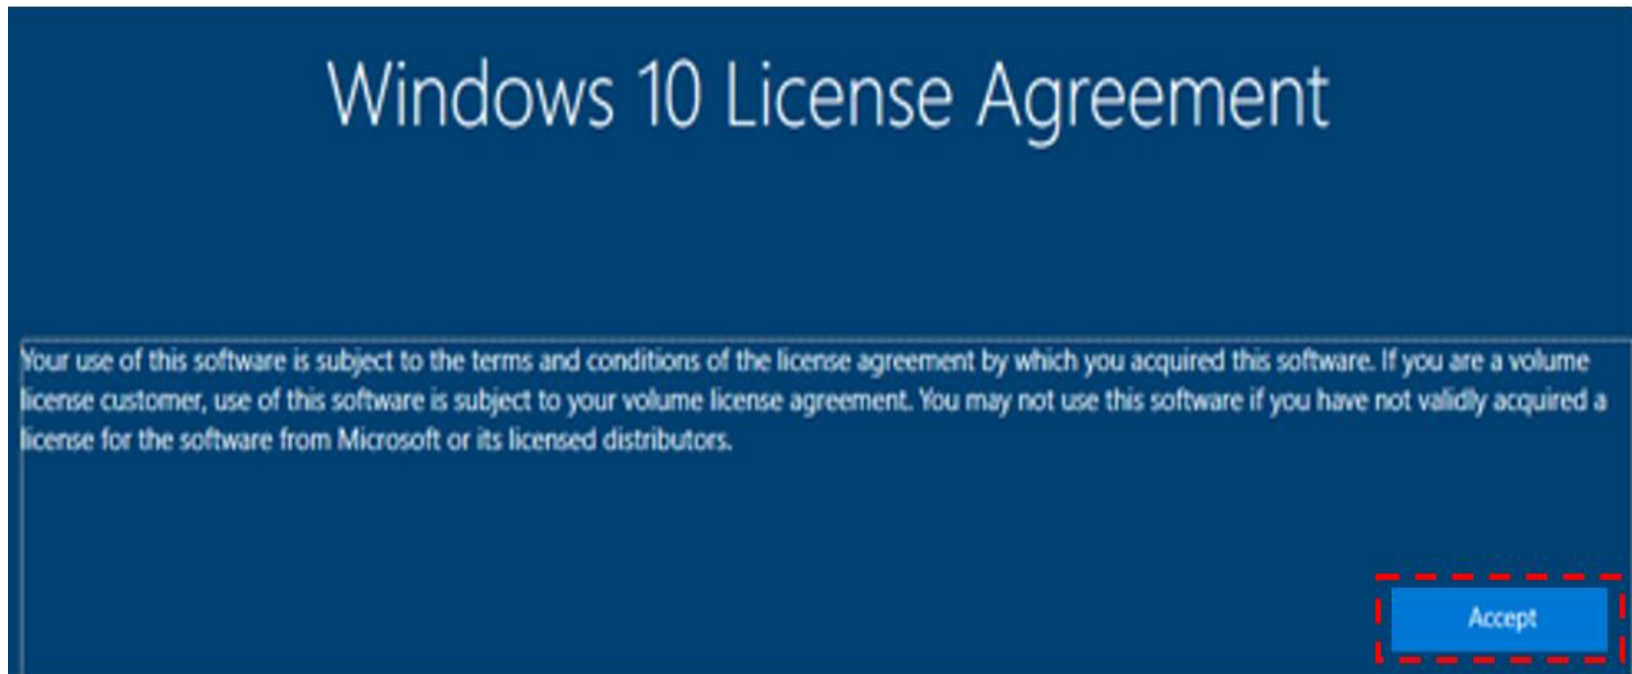 Windows 10 License Agreement
Your use of this software is subject to the terms and conditions of the license agreement by which you acquired this software. If you are a volume
license customer, use of this software is subject to your volume license agreement. You may not use this software if you have not validly acquired a
license for the software from Microsoft or its licensed distributors.
Accept